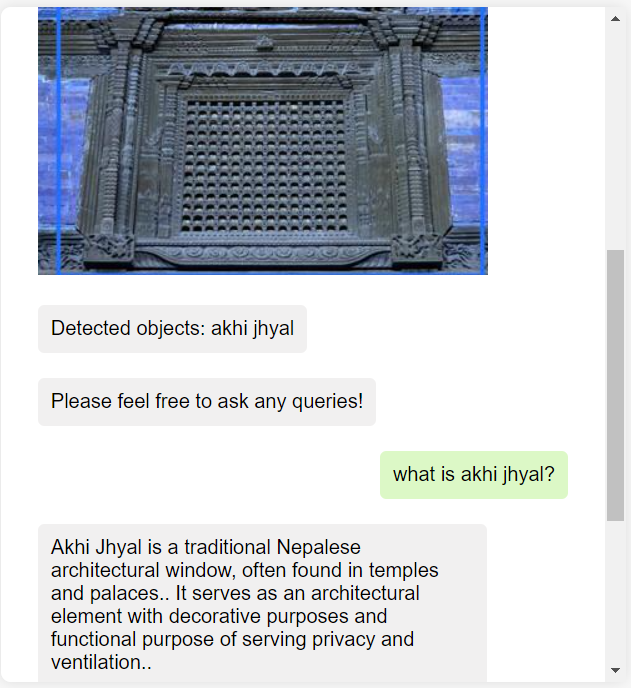 Detected objects: akhi jhyal
Please feel free to ask any queries!
what is akhi jhyal?
Akhi Jhyal is a traditional Nepalese
architectural window, often found in temples
and palaces.. It serves as an architectural
element with decorative purposes and
functional purpose of serving privacy and
ventilation..